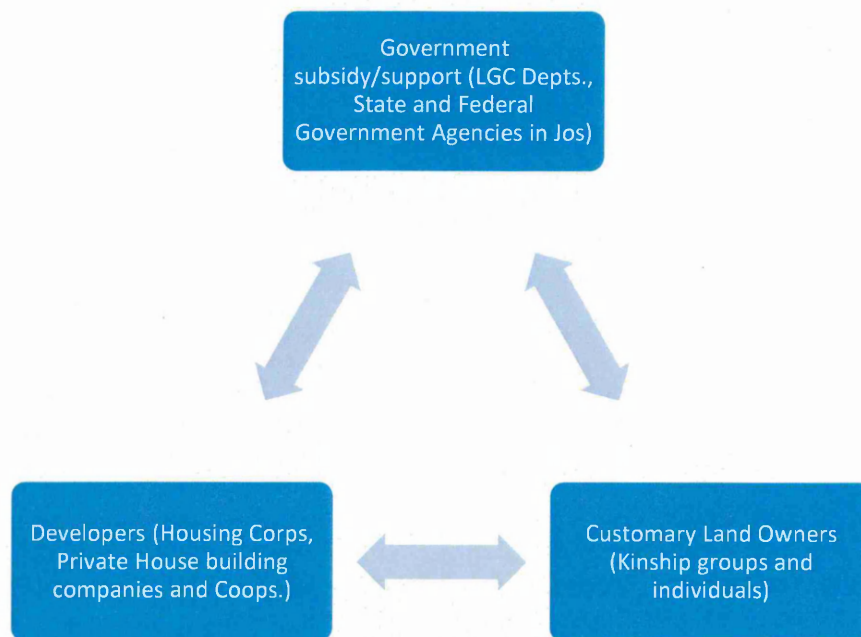 Government
subsidy/support (LGC Depts.,
State and Federal
Government Agencies in Jos)
Developers (Housing Corps,
Private House building
companies and Coops.)
Customary Land Owners
(Kinship groups and
individuals)